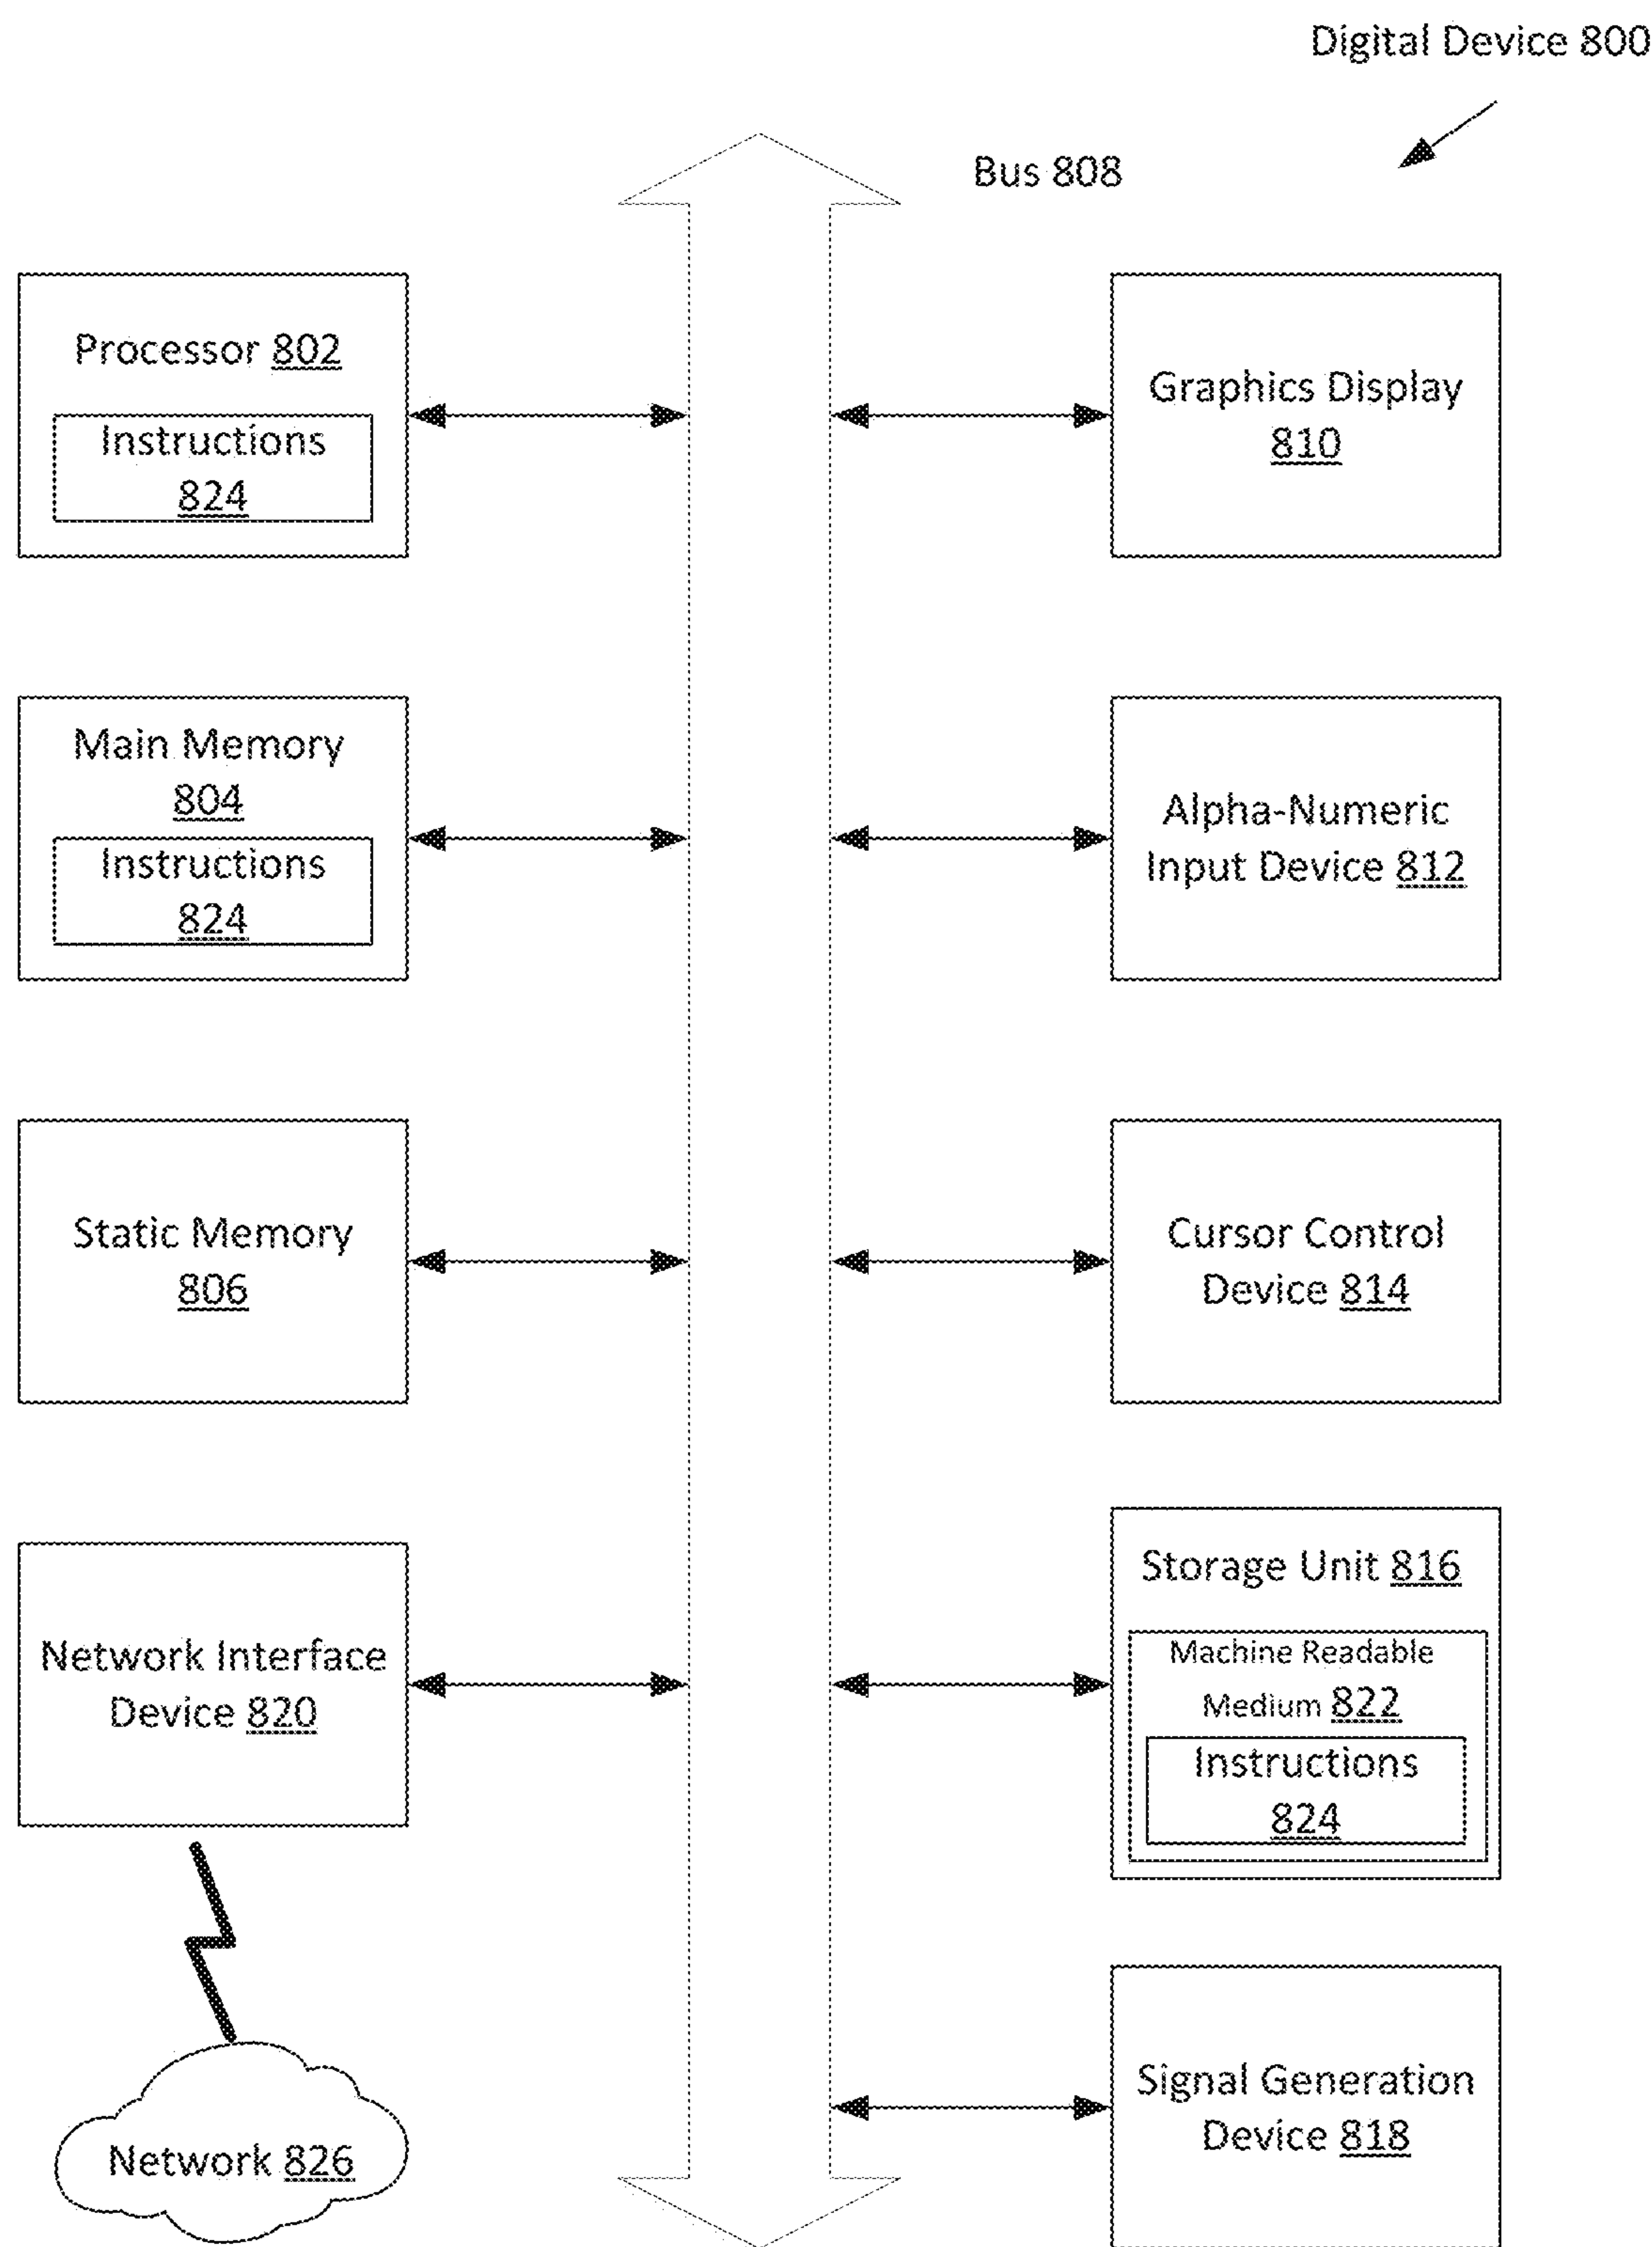 Digital Device 800
Bus 808
Processor 802
Instructions
824
Graphics Display
810
Main Memory
804
Instructions
824
Alpha-Numeric
Input Device 812
Static Memory
806
Cursor Control
Device 814
Network Interface
Device 820
Storage Unit 816
Machine Readable
Medium 822
Instructions
824
Network 826
Signal Generation
Device 818